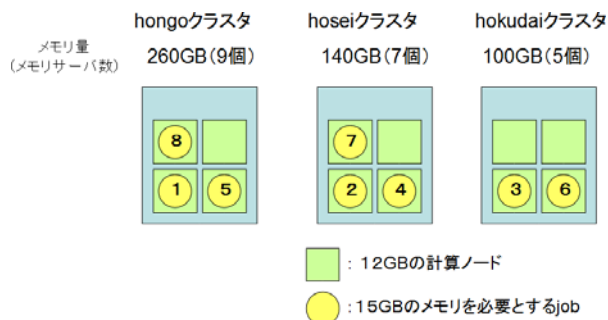 hongoクラスタ hoseiクラスタ hokudaiクラスタ
メモリ量
(メモリサーバ数)
260GB(9個) 140GB(7個) 100GB(5個)
8 7
1 5 2 4 3 6
:12GBの計算ノード
:15GBのメモリを必要とするjob